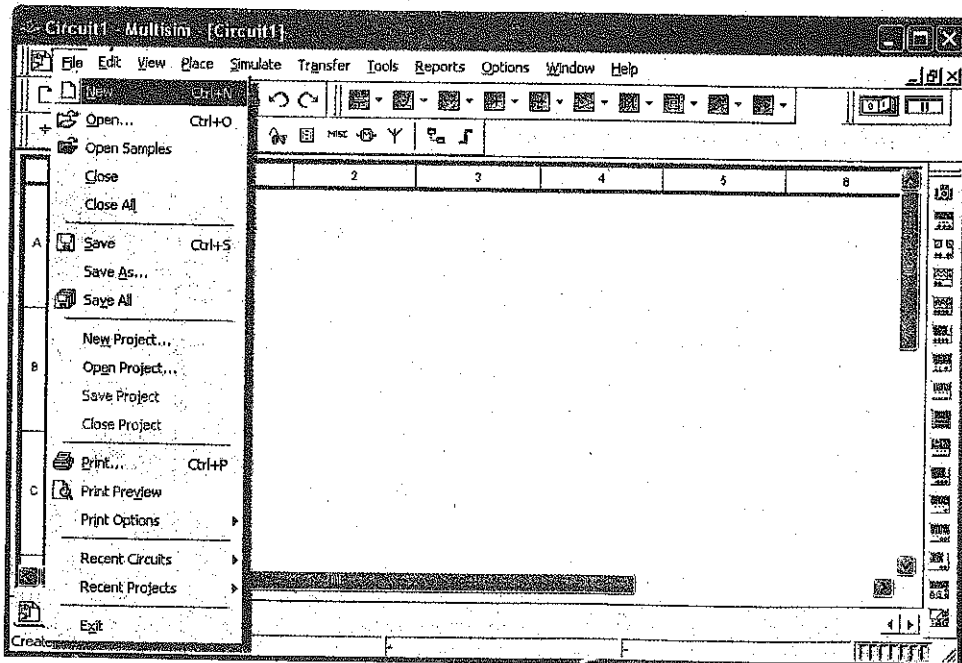 Circuit1 - Multisim - [Circuit1]
File Edit View Place Simulate Transfer Tools Reports Options Window Help
New Ctrl+N
Open... Ctrl+O
Open Samples
Close
Close All
Save Ctrl+S
Save As...
Save All
New Project...
Open Project...
Save Project
Close Project
Print... Ctrl+P
Print Preview
Print Options
Recent Circuits
Recent Projects
Exit
MISC
2 3 4 5 6
A
B
C
Create